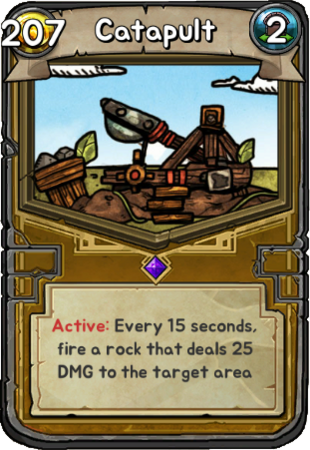 207 Catapult 2
Active: Every 15 seconds,
fire a rock that deals 25
DMG to the target area